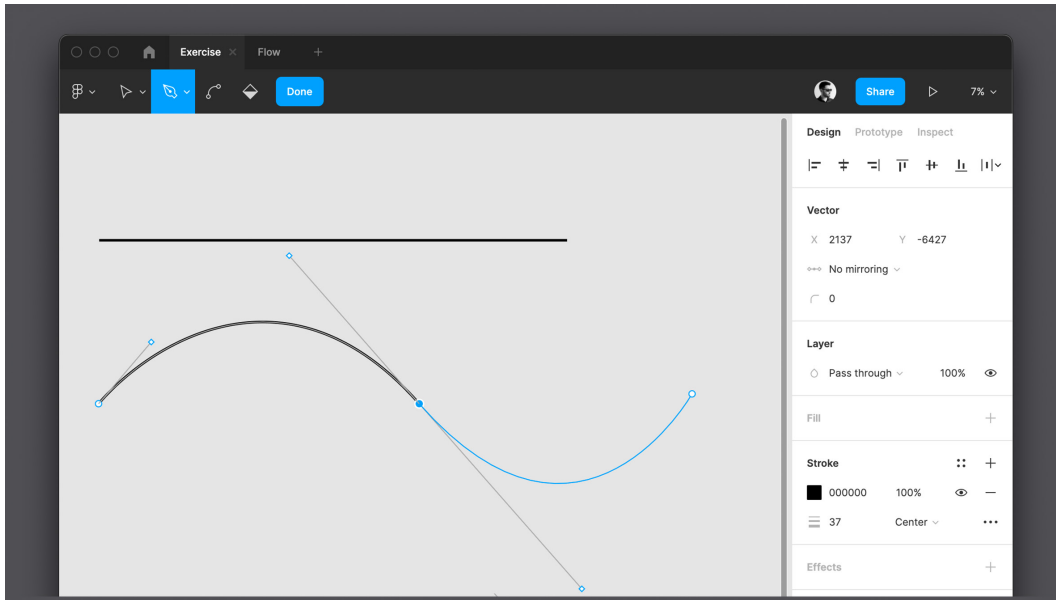 Exercise Flow
Done Share 7%
Design Prototype Inspect
Vector
X 2137 Y -6427
No mirroring
0
Layer
Pass through 100%
Fill
Stroke
000000 100%
37 Center
Effects